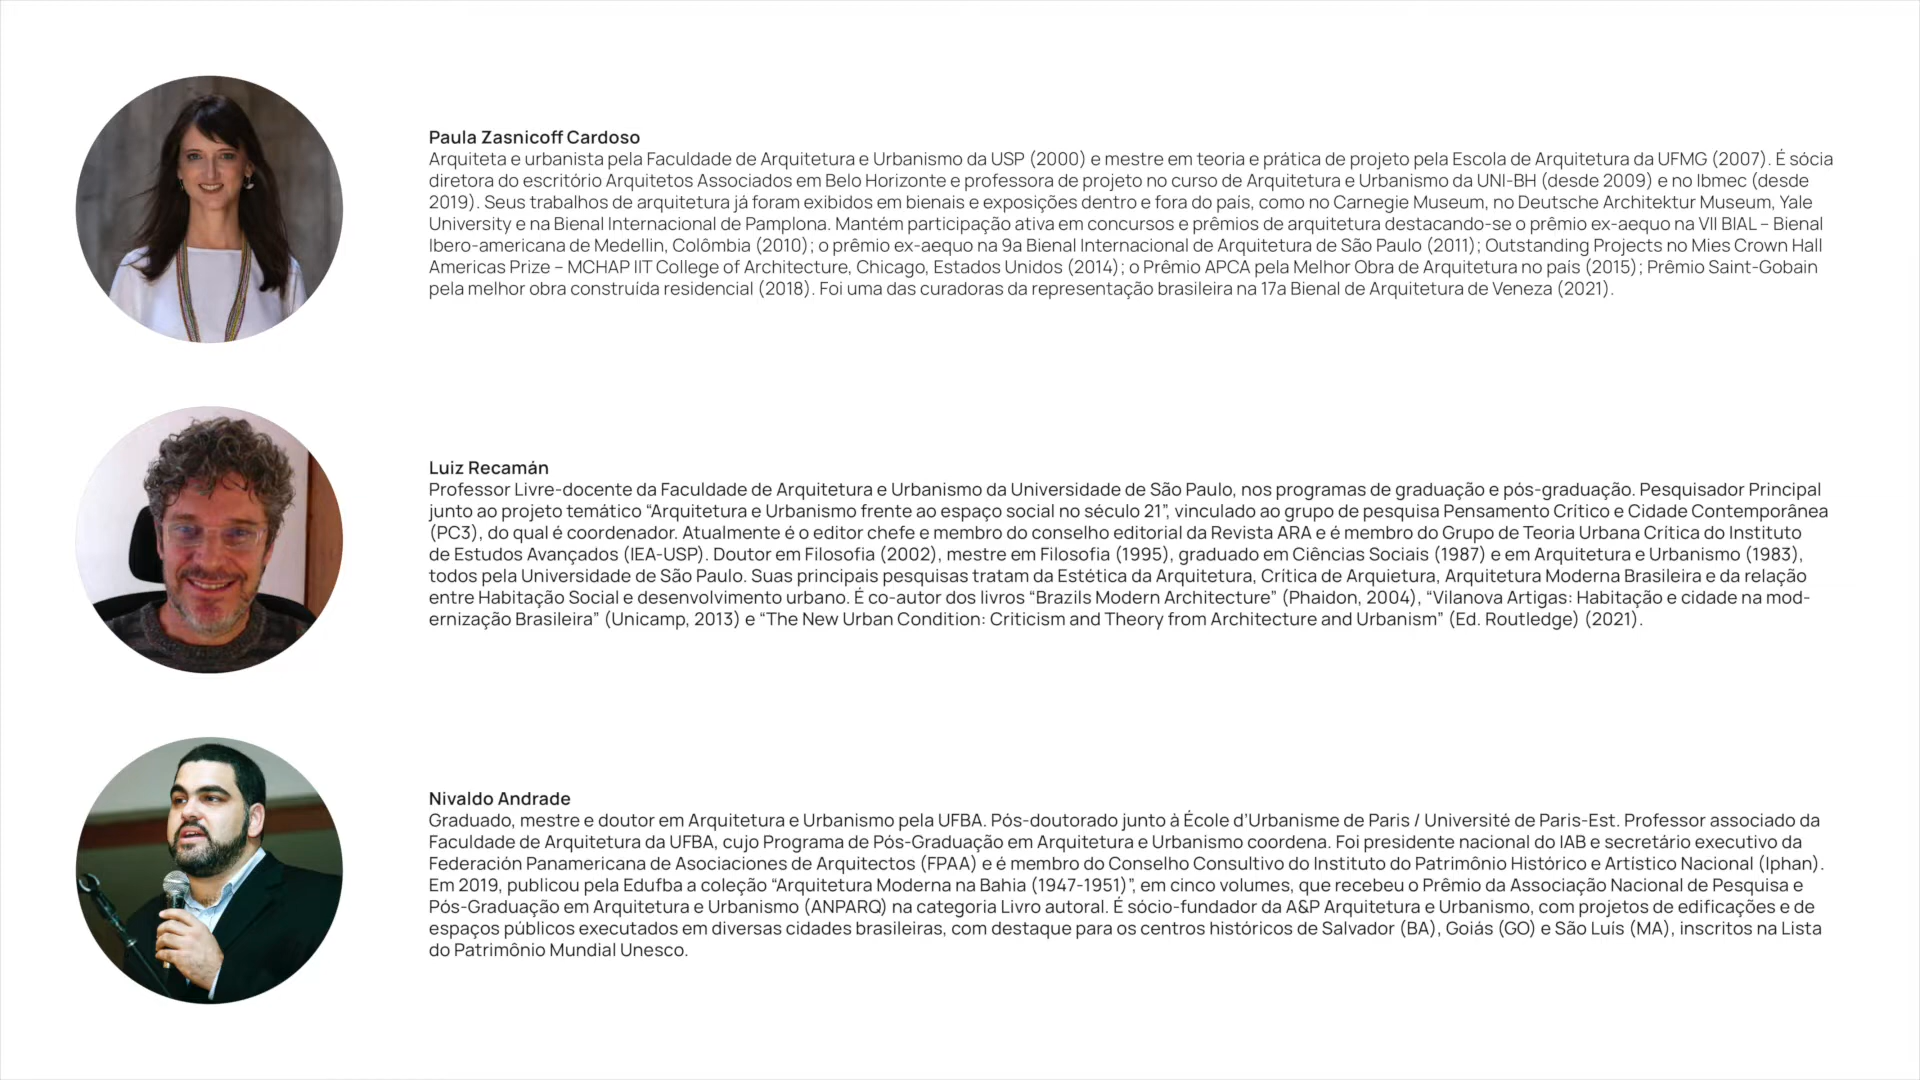 Paula Zasnicoff Cardoso
Arquiteta e urbanista pela Faculdade de Arquitetura e Urbanismo da USP (2000) e mestre em teoria e prática de projeto pela Escola de Arquitetura da UFMG (2007). É sócia
diretora do escritório Arquitetos Associados em Belo Horizonte e professora de projeto no curso de Arquitetura e Urbanismo da UNI-BH (desde 2009) e no Ibmec (desde
2019). Seus trabalhos de arquitetura já foram exibidos em bienais e exposições dentro e fora do país, como no Carnegie Museum, no Deutsche Architektur Museum, Yale
University e na Bienal Internacional de Pamplona. Mantém participação ativa em concursos e prêmios de arquitetura destacando-se o prêmio ex-aequo na VII BIAL – Bienal
Ibero-americana de Medellin, Colômbia (2010); o prêmio ex-aequo na 9a Bienal Internacional de Arquitetura de São Paulo (2011); Outstanding Projects no Mies Crown Hall
Americas Prize – MCHAP IIT College of Architecture, Chicago, Estados Unidos (2014); o Prêmio APCA pela Melhor Obra de Arquitetura no país (2015); Prêmio Saint-Gobain
pela melhor obra construída residencial (2018). Foi uma das curadoras da representação brasileira na 17a Bienal de Arquitetura de Veneza (2021).
Luiz Recamán
Professor Livre-docente da Faculdade de Arquitetura e Urbanismo da Universidade de São Paulo, nos programas de graduação e pós-graduação. Pesquisador Principal
junto ao projeto temático “Arquitetura e Urbanismo frente ao espaço social no século 21”, vinculado ao grupo de pesquisa Pensamento Crítico e Cidade Contemporânea
(PC3), do qual é coordenador. Atualmente é o editor chefe e membro do conselho editorial da Revista ARA e é membro do Grupo de Teoria Urbana Crítica do Instituto
de Estudos Avançados (IEA-USP). Doutor em Filosofia (2002), mestre em Filosofia (1995), graduado em Ciências Sociais (1987) e em Arquitetura e Urbanismo (1983),
todos pela Universidade de São Paulo. Suas principais pesquisas tratam da Estética da Arquitetura, Crítica de Arquietura, Arquitetura Moderna Brasileira e da relação
entre Habitação Social e desenvolvimento urbano. É co-autor dos livros “Brazils Modern Architecture” (Phaidon, 2004), “Vilanova Artigas: Habitação e cidade na mod-
ernização Brasileira” (Unicamp, 2013) e “The New Urban Condition: Criticism and Theory from Architecture and Urbanism” (Ed. Routledge) (2021).
Nivaldo Andrade
Graduado, mestre e doutor em Arquitetura e Urbanismo pela UFBA. Pós-doutorado junto à École d’Urbanisme de Paris / Université de Paris-Est. Professor associado da
Faculdade de Arquitetura da UFBA, cujo Programa de Pós-Graduação em Arquitetura e Urbanismo coordena. Foi presidente nacional do IAB e secretário executivo da
Federación Panamericana de Asociaciones de Arquitectos (FPAA) e é membro do Conselho Consultivo do Instituto do Patrimônio Histórico e Artístico Nacional (Iphan).
Em 2019, publicou pela Edufba a coleção “Arquitetura Moderna na Bahia (1947-1951)”, em cinco volumes, que recebeu o Prêmio da Associação Nacional de Pesquisa e
Pós-Graduação em Arquitetura e Urbanismo (ANPARQ) na categoria Livro autoral. É sócio-fundador da A&P Arquitetura e Urbanismo, com projetos de edificações e de
espaços públicos executados em diversas cidades brasileiras, com destaque para os centros históricos de Salvador (BA), Goiás (GO) e São Luís (MA), inscritos na Lista
do Patrimônio Mundial Unesco.